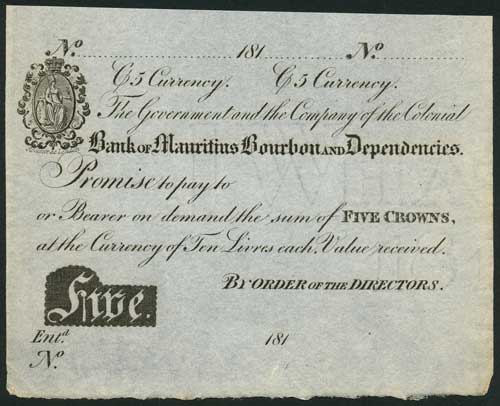 No. 181 No.
C5 Currency. C5 Currency.
The Government and the Company of the Colonial
Bank of Mauritius Bourbon and Dependencies.
Promise to pay to
or Bearer on demand the sum of FIVE CROWNS,
at the Currency of Ten Livres each. Value received.
BY ORDER OF THE DIRECTORS.
Five.
Entd. 181
No.